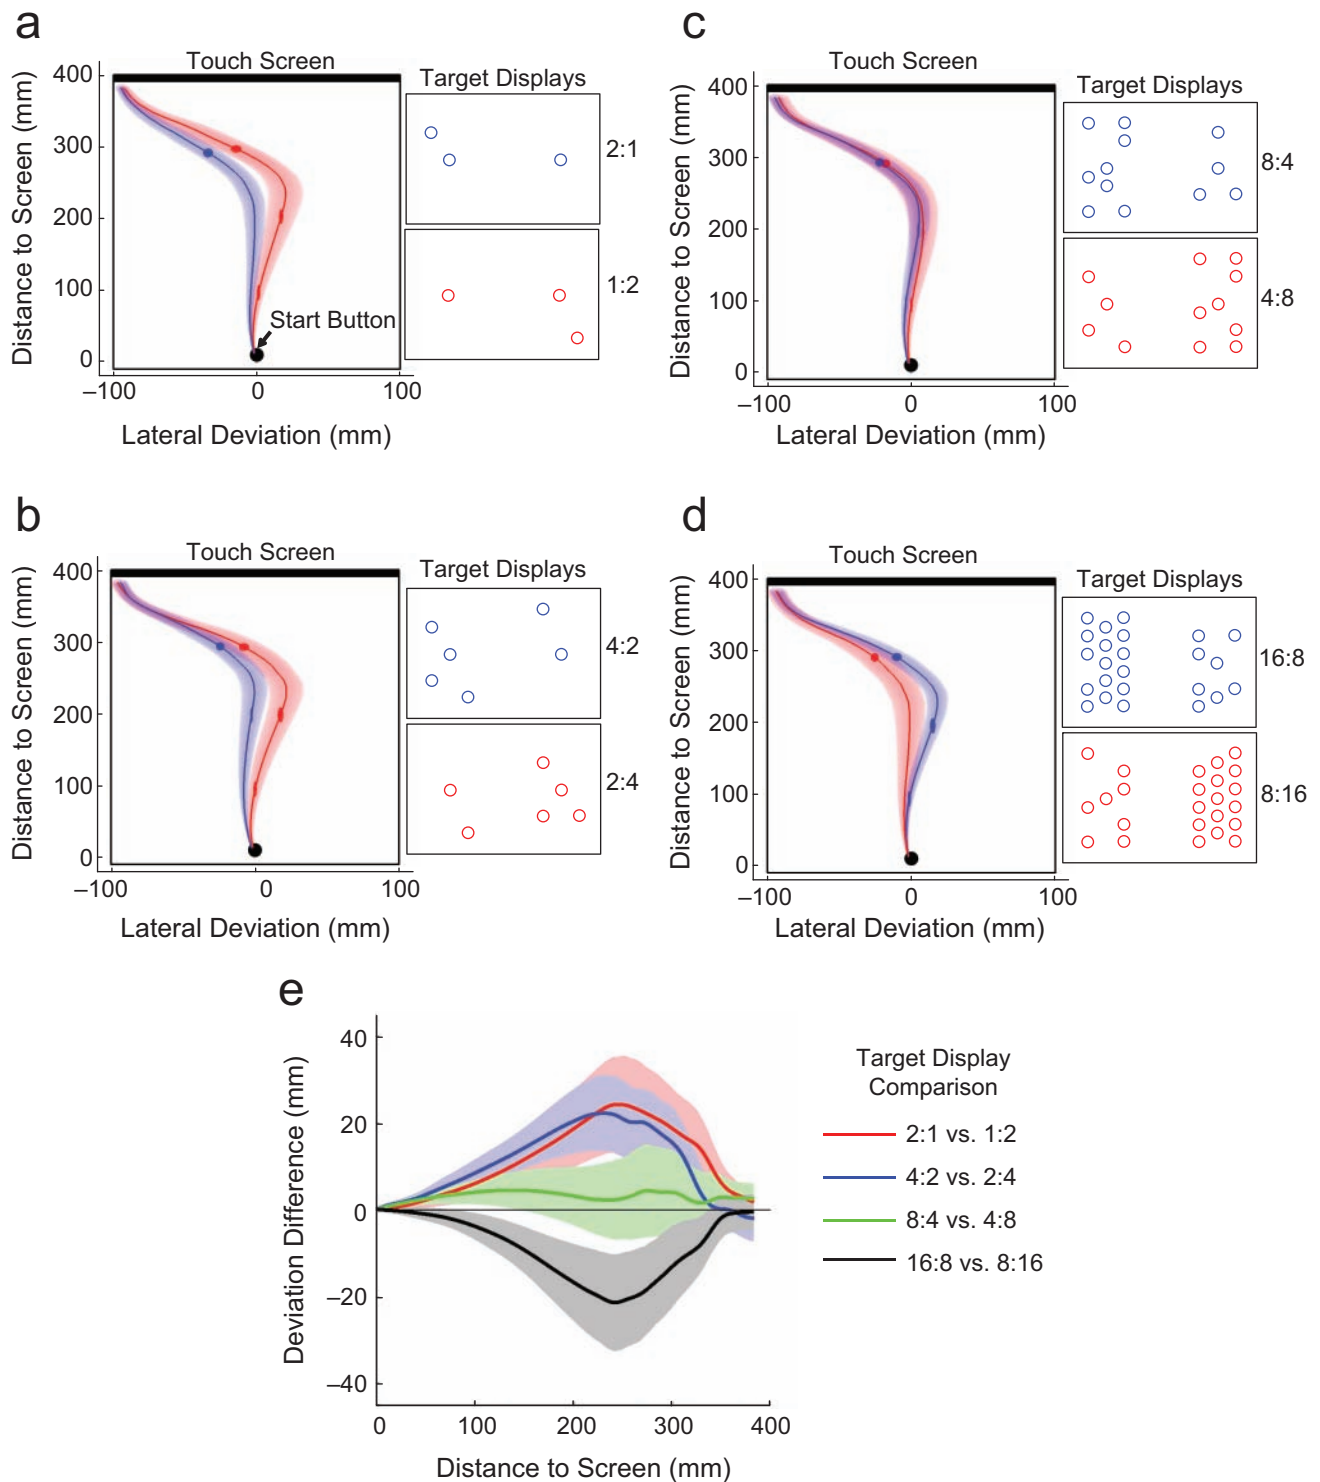 a
Touch Screen
Distance to Screen (mm)
400
300
200
100
0
Start Button
–100
0
100
Lateral Deviation (mm)
Target Displays
2:1
1:2
c
Touch Screen
Distance to Screen (mm)
400
300
200
100
0
–100
0
100
Lateral Deviation (mm)
Target Displays
8:4
4:8
b
Touch Screen
Distance to Screen (mm)
400
300
200
100
0
–100
0
100
Lateral Deviation (mm)
Target Displays
4:2
2:4
d
Touch Screen
Distance to Screen (mm)
400
300
200
100
0
–100
0
100
Lateral Deviation (mm)
Target Displays
16:8
8:16
e
Deviation Difference (mm)
40
20
0
–20
–40
0
100
200
300
400
Distance to Screen (mm)
Target Display
Comparison
2:1 vs. 1:2
4:2 vs. 2:4
8:4 vs. 4:8
16:8 vs. 8:16